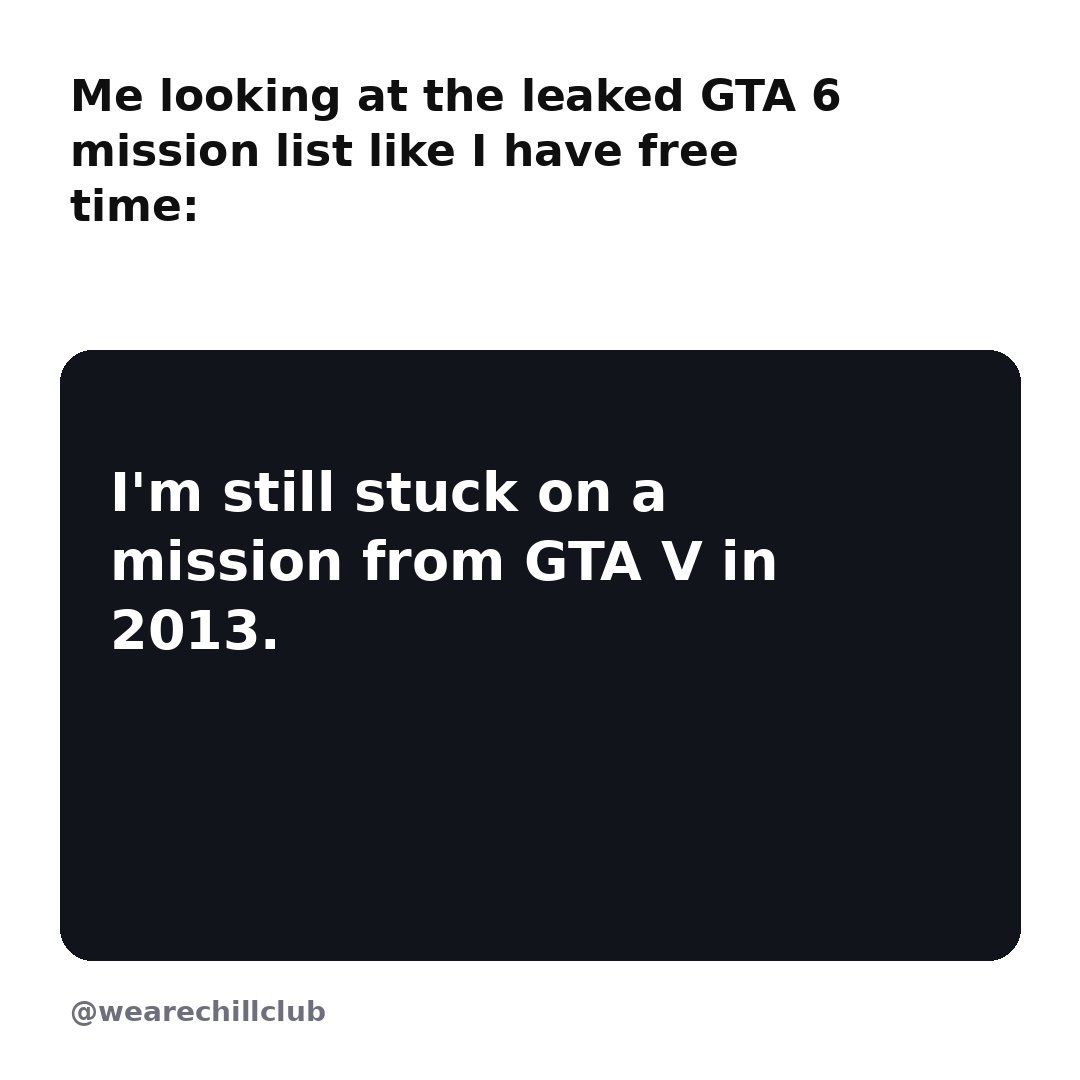 Me looking at the leaked GTA 6
mission list like I have free
time:
I'm still stuck on a
mission from GTA V in
2013.
@wearechillclub